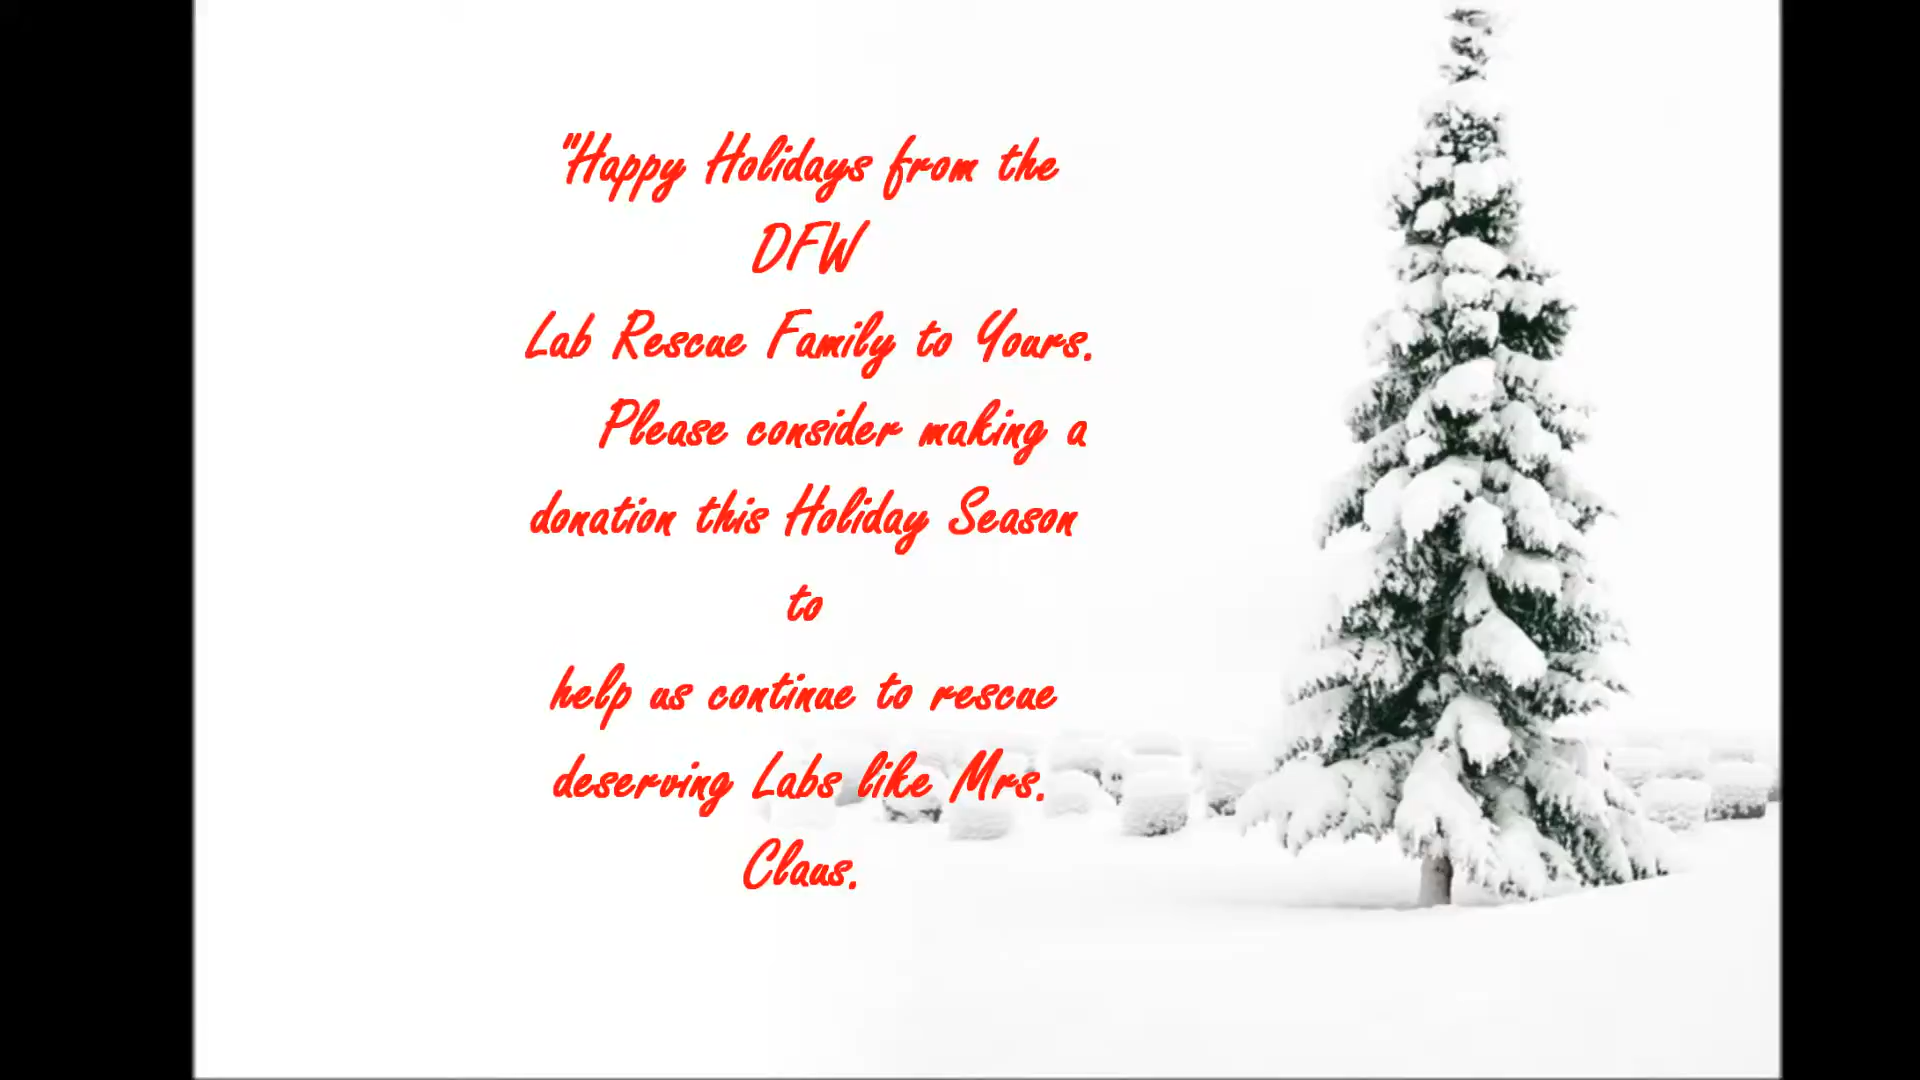 "Happy Holidays from the
DFW
Lab Rescue Family to Yours.
Please consider making a
donation this Holiday Season
to
help us continue to rescue
deserving Labs like Mrs.
Claus.